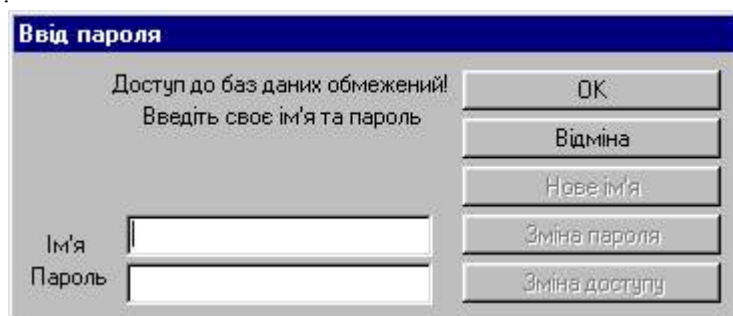 Ввід пароля
Доступ до баз даних обмежений!
Введіть своє ім'я та пароль
OK
Відміна
Нове ім'я
Зміна пароля
Зміна доступу
Ім'я
Пароль